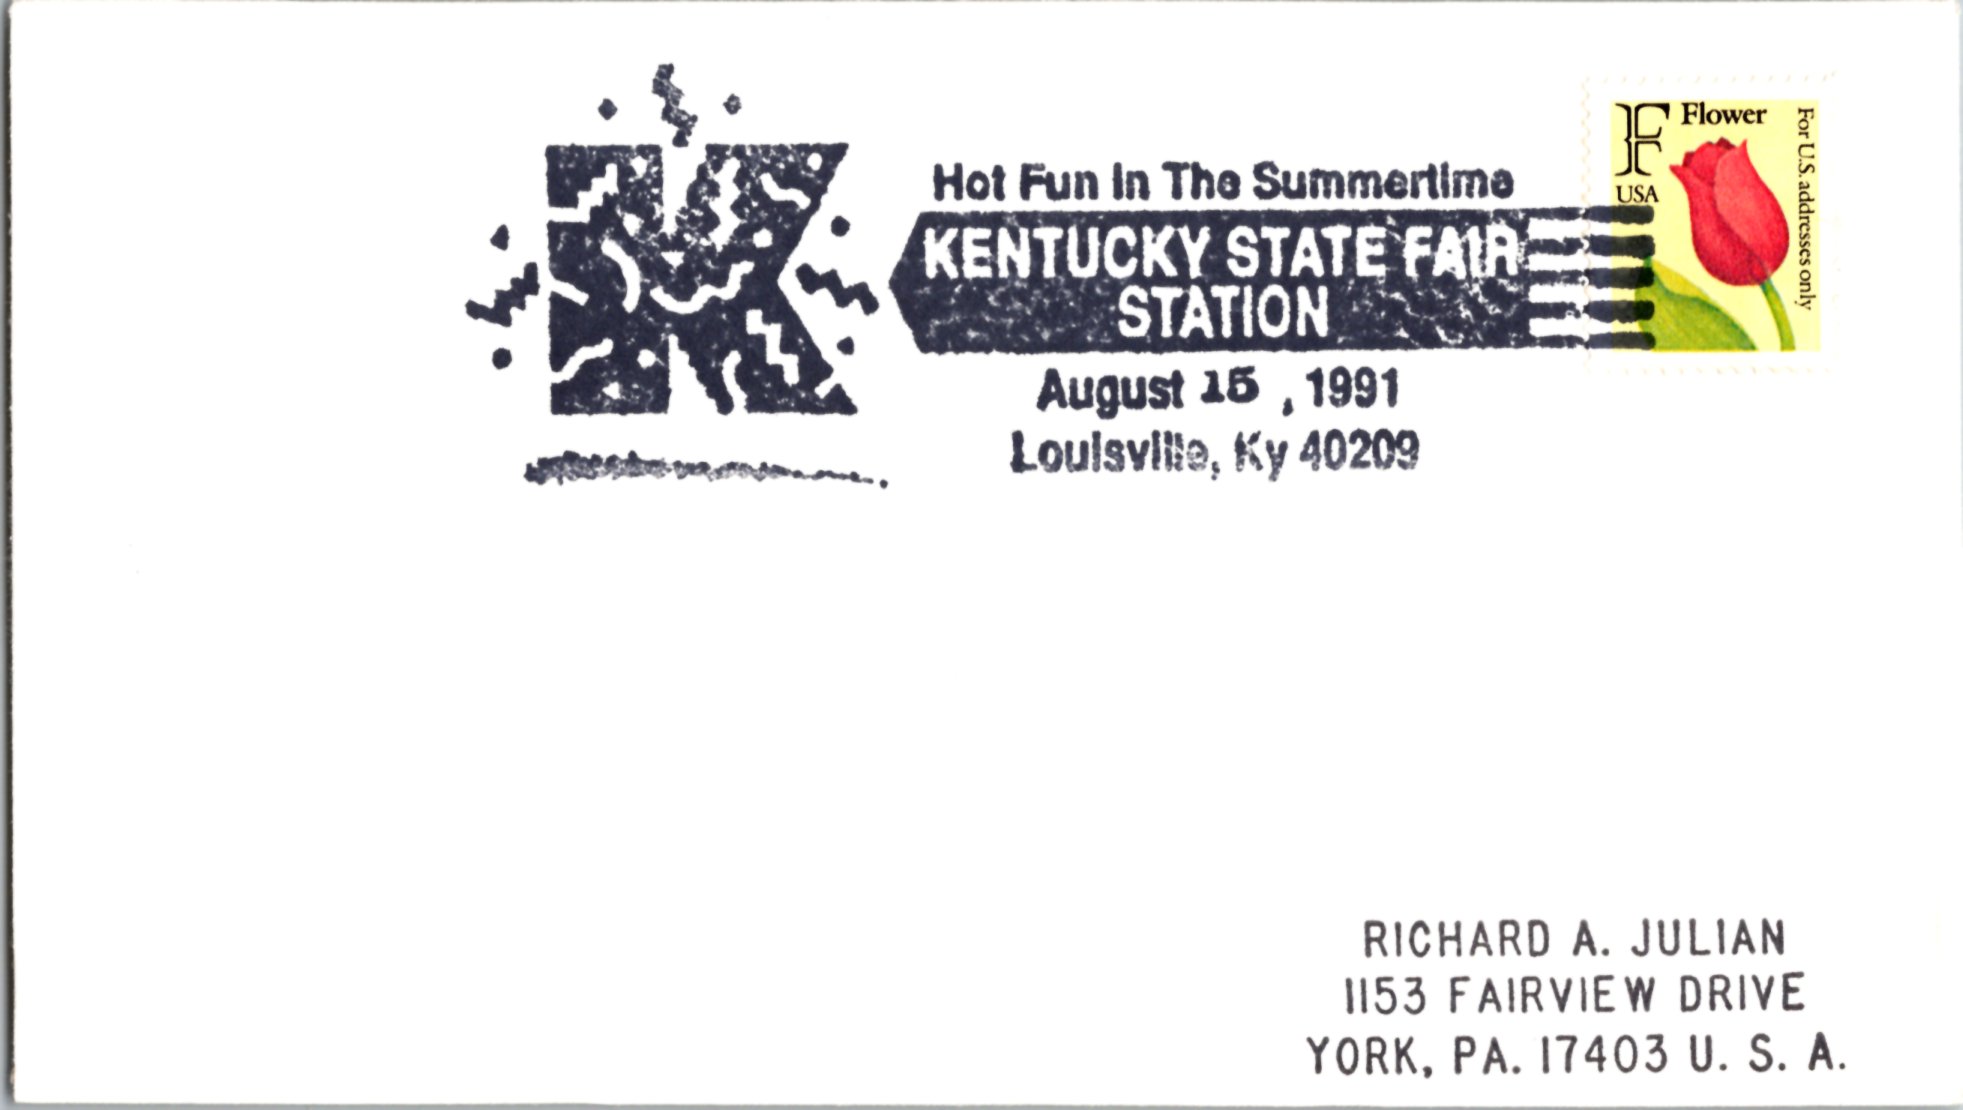 K
Hot Fun In The Summertime
KENTUCKY STATE FAIR
STATION
August 15, 1991
Louisville, Ky 40209
F Flower
USA
For U.S. addresses only
RICHARD A. JULIAN
1153 FAIRVIEW DRIVE
YORK, PA. 17403 U. S. A.